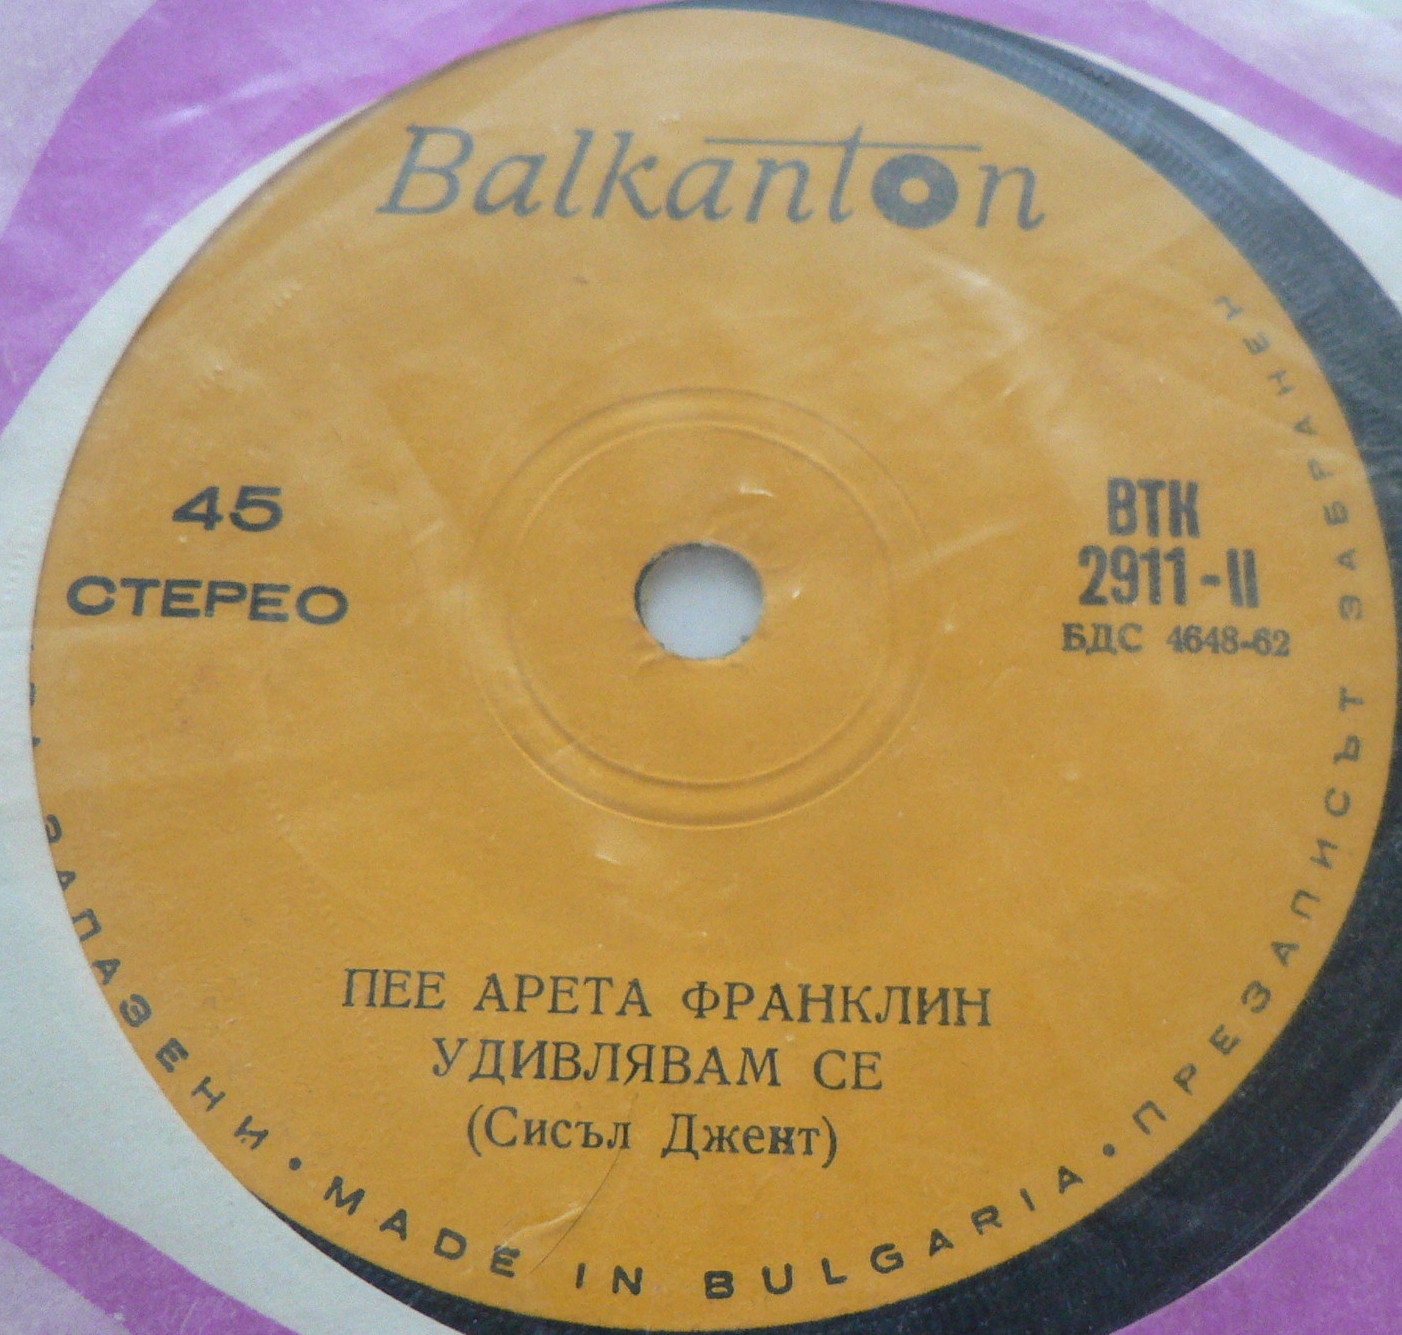 Balkanton
45
СТЕРЕО
ВТК
2911-II
БДС 4648-62
ПЕЕ АРЕТА ФРАНКЛИН
УДИВЛЯВАМ СЕ
(Сисъл Джент)
ЗАПАЗЕНИ • MADE IN BULGARIA • ПРЕЗАПИСЪТ ЗАБРАНЕН